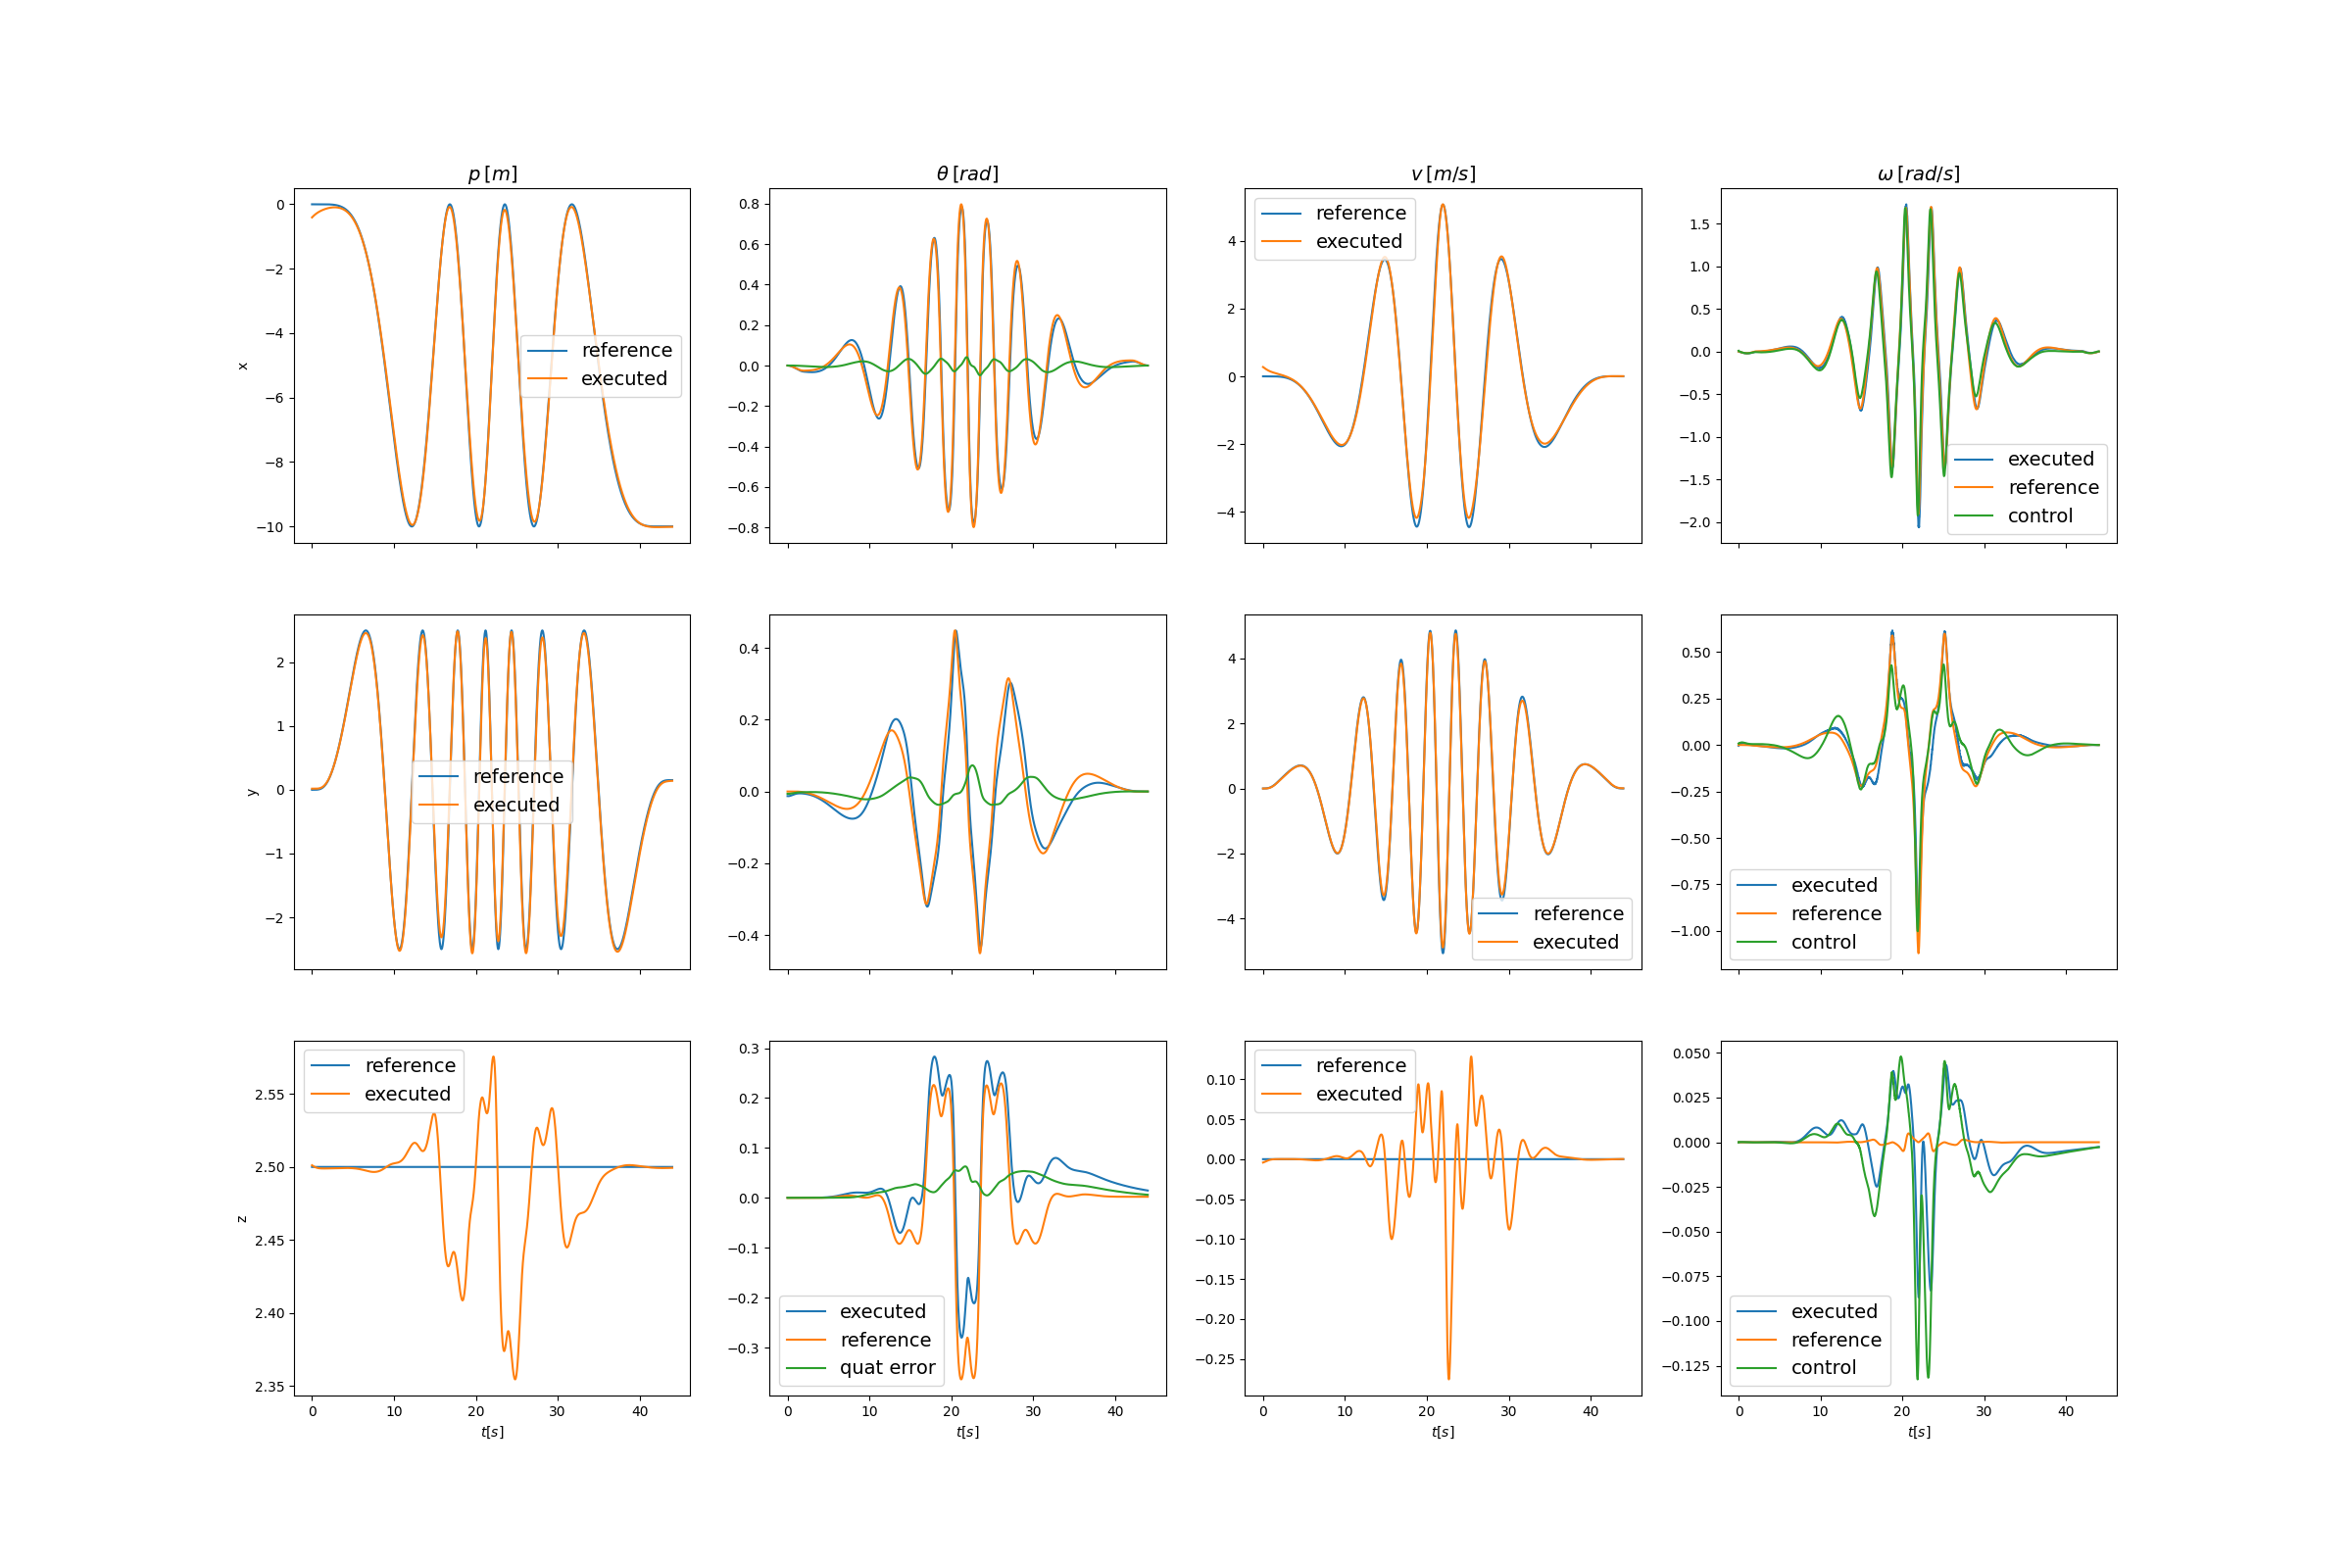 p [m]
θ [rad]
v [m/s]
ω [rad/s]
x
0
−2
−4
−6
−8
−10
reference
executed
0.8
0.6
0.4
0.2
0.0
−0.2
−0.4
−0.6
−0.8
4
2
0
−2
−4
reference
executed
1.5
1.0
0.5
0.0
−0.5
−1.0
−1.5
−2.0
executed
reference
control
y
2
1
0
−1
−2
reference
executed
0.4
0.2
0.0
−0.2
−0.4
4
2
0
−2
−4
reference
executed
0.50
0.25
0.00
−0.25
−0.50
−0.75
−1.00
executed
reference
control
z
2.55
2.50
2.45
2.40
2.35
reference
executed
0 10 20 30 40
t[s]
0.3
0.2
0.1
0.0
−0.1
−0.2
−0.3
executed
reference
quat error
0 10 20 30 40
t[s]
0.10
0.05
0.00
−0.05
−0.10
−0.15
−0.20
−0.25
reference
executed
0 10 20 30 40
t[s]
0.050
0.025
0.000
−0.025
−0.050
−0.075
−0.100
−0.125
executed
reference
control
0 10 20 30 40
t[s]